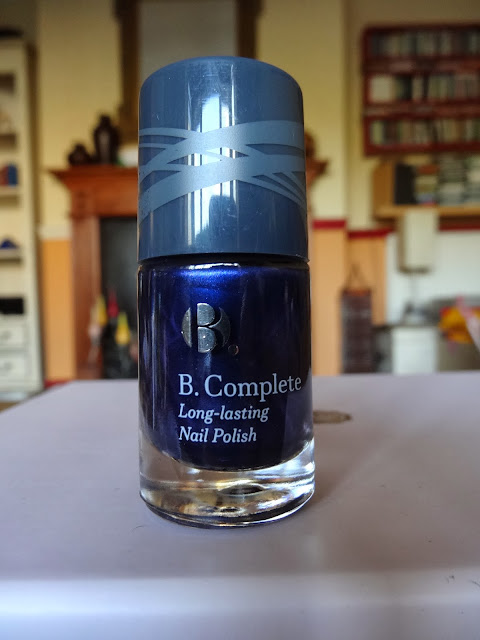 B.
B. Complete
Long-lasting
Nail Polish